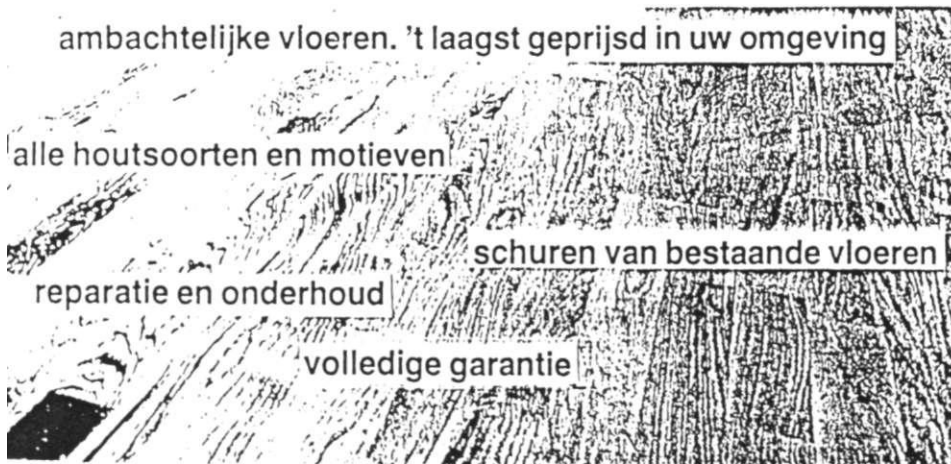 ambachtelijke vloeren. 't laagst geprijsd in uw omgeving
alle houtsoorten en motieven
schuren van bestaande vloeren
reparatie en onderhoud
volledige garantie